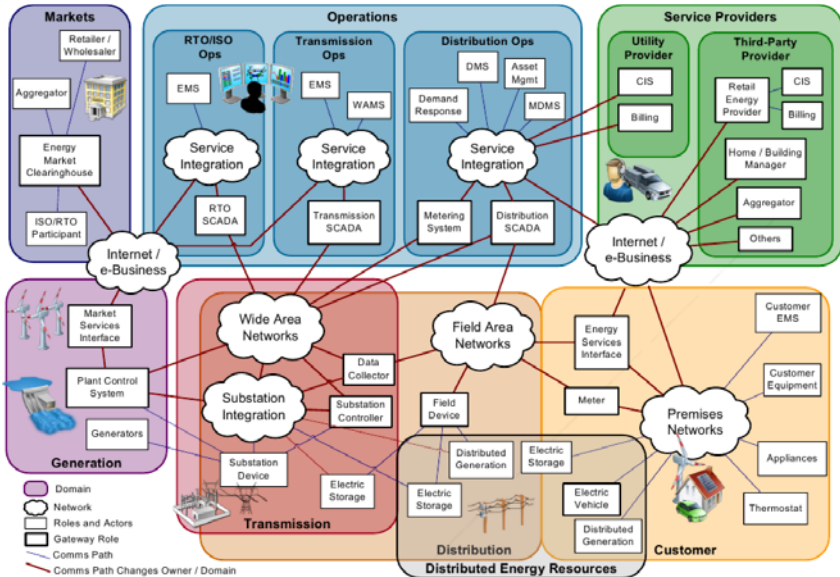 Markets
Retailer /
Wholesaler
Aggregator
Energy
Market
Clearinghouse
ISO/RTO
Participant
Operations
RTO/ISO
Ops
EMS
Service
Integration
RTO
SCADA
Transmission
Ops
EMS
WAMS
Service
Integration
Transmission
SCADA
Distribution Ops
DMS
Asset
Mgmt
Demand
Response
MDMS
Service
Integration
Metering
System
Distribution
SCADA
Service Providers
Utility
Provider
CIS
Billing
Third-Party
Provider
Retail
Energy
Provider
CIS
Billing
Home / Building
Manager
Aggregator
Others
Internet /
e-Business
Internet /
e-Business
Market
Services
Interface
Plant Control
System
Generators
Generation
Wide Area
Networks
Substation
Integration
Data
Collector
Substation
Controller
Substation
Device
Electric
Storage
Transmission
Field Area
Networks
Field
Device
Distributed
Generation
Electric
Storage
Distribution
Energy
Services
Interface
Meter
Premises
Networks
Customer
EMS
Customer
Equipment
Appliances
Thermostat
Electric
Storage
Electric
Vehicle
Distributed
Generation
Customer
Distributed Energy Resources
Domain
Network
Roles and Actors
Gateway Role
Comms Path
Comms Path Changes Owner / Domain